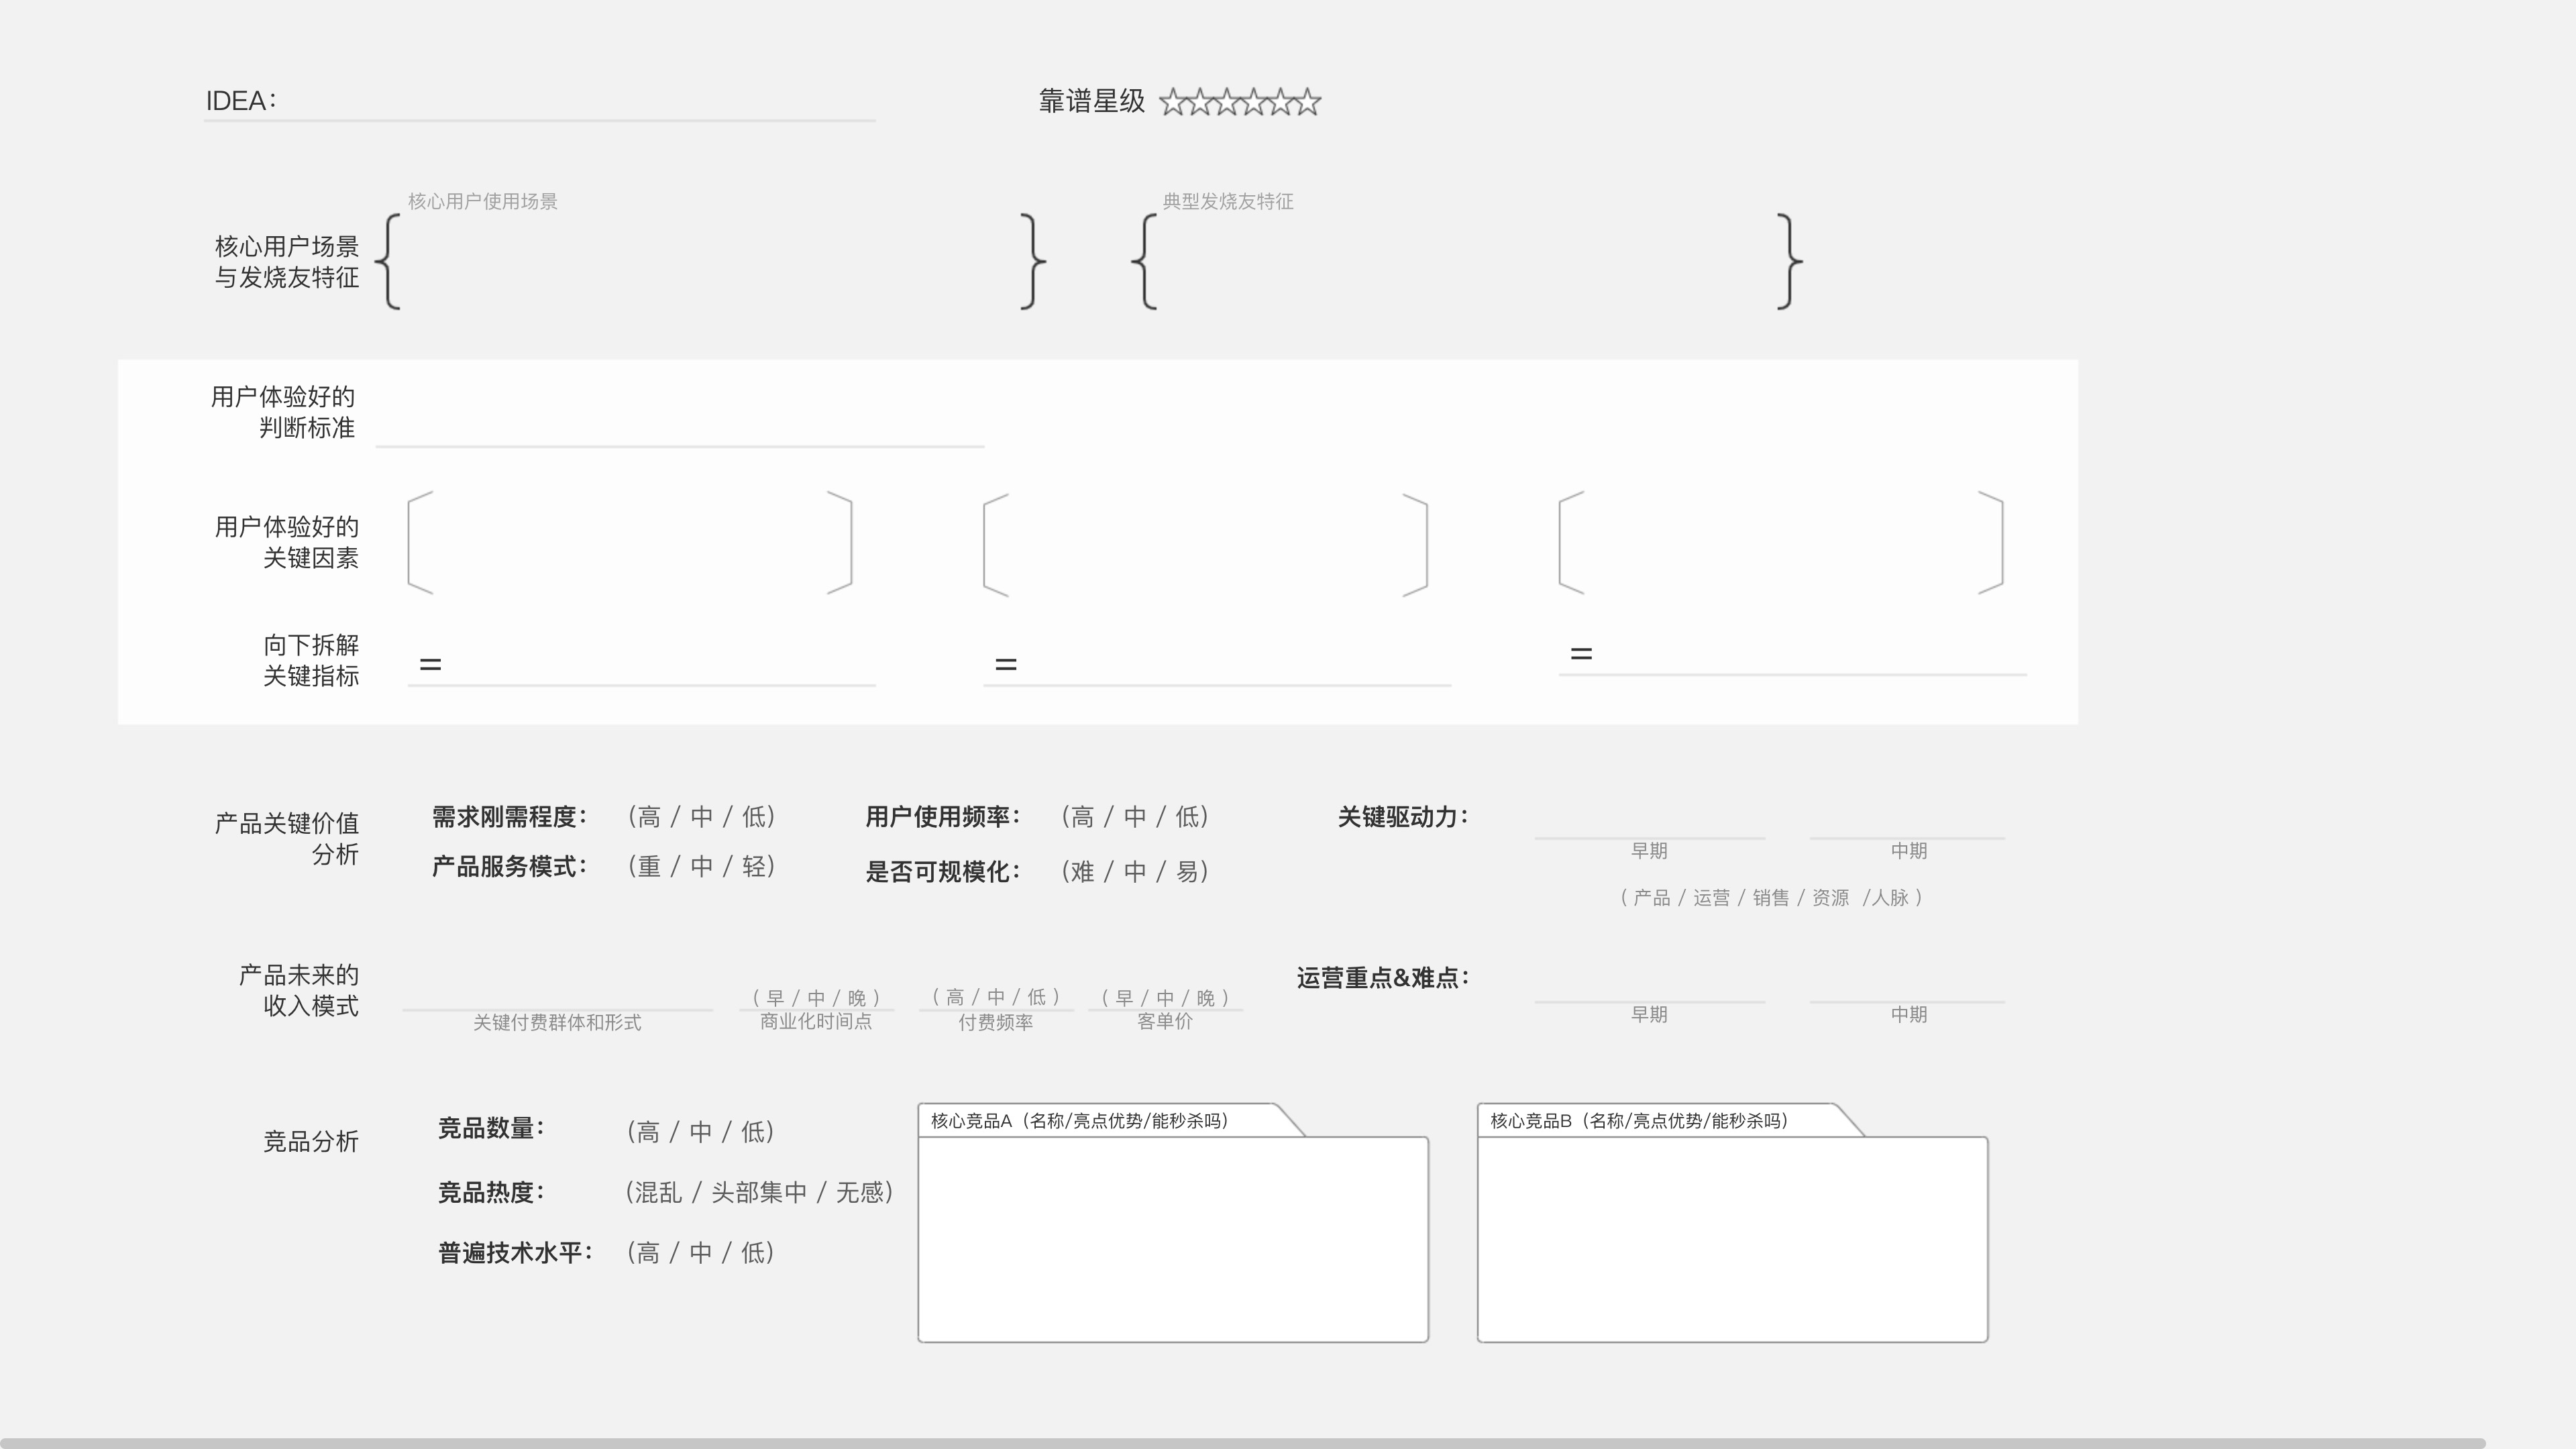 IDEA：
靠谱星级 ☆☆☆☆☆☆
核心用户使用场景
典型发烧友特征
核心用户场景
与发烧友特征
用户体验好的
判断标准
用户体验好的
关键因素
向下拆解
关键指标
=
=
=
产品关键价值
分析
需求刚需程度：（高 / 中 / 低）
用户使用频率：（高 / 中 / 低）
关键驱动力：
产品服务模式：（重 / 中 / 轻）
是否可规模化：（难 / 中 / 易）
早期
中期
（ 产品 / 运营 / 销售 / 资源 /人脉 ）
产品未来的
收入模式
关键付费群体和形式
（ 早 / 中 / 晚 ）
商业化时间点
（ 高 / 中 / 低 ）
付费频率
（ 早 / 中 / 晚 ）
客单价
运营重点&难点：
早期
中期
竞品分析
竞品数量：（高 / 中 / 低）
竞品热度：（混乱 / 头部集中 / 无感）
普遍技术水平：（高 / 中 / 低）
核心竞品A（名称/亮点优势/能秒杀吗）
核心竞品B（名称/亮点优势/能秒杀吗）